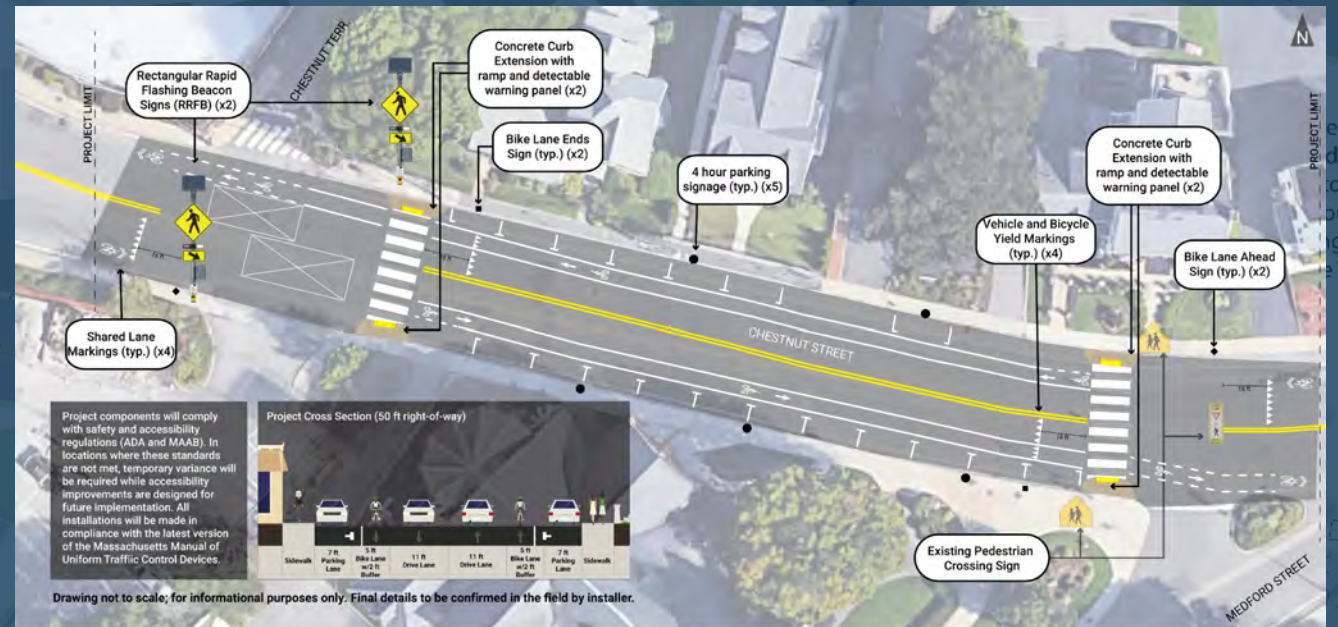 PROJECT LIMIT
Rectangular Rapid
Flashing Beacon
Signs (RRFB) (x2)
CHESTNUT TERR.
Concrete Curb
Extension with
ramp and detectable
warning panel (x2)
Bike Lane Ends
Sign (typ.) (x2)
4 hour parking
signage (typ.) (x5)
Vehicle and Bicycle
Yield Markings
(typ.) (x4)
Concrete Curb
Extension with
ramp and detectable
warning panel (x2)
Bike Lane Ahead
Sign (typ.) (x2)
N
PROJECT LIMIT
Shared Lane
Markings (typ.) (x4)
CHESTNUT STREET
Existing Pedestrian
Crossing Sign
MEDFORD STREET
Project components will comply
with safety and accessibility
regulations (ADA and MAAB). In
locations where these standards
are not met, temporary variance will
be required while accessibility
improvements are designed for
future implementation. All
installations will be made in
compliance with the latest version
of the Massachusetts Manual of
Uniform Traffiic Control Devices.
Project Cross Section (50 ft right-of-way)
Sidewalk
7 ft
Parking
Lane
5 ft
Bike Lane
w/2 ft
Buffer
11 ft
Drive Lane
11 ft
Drive Lane
5 ft
Bike Lane
w/2 ft
Buffer
7 ft
Parking
Lane
Sidewalk
Drawing not to scale; for informational purposes only. Final details to be confirmed in the field by installer.